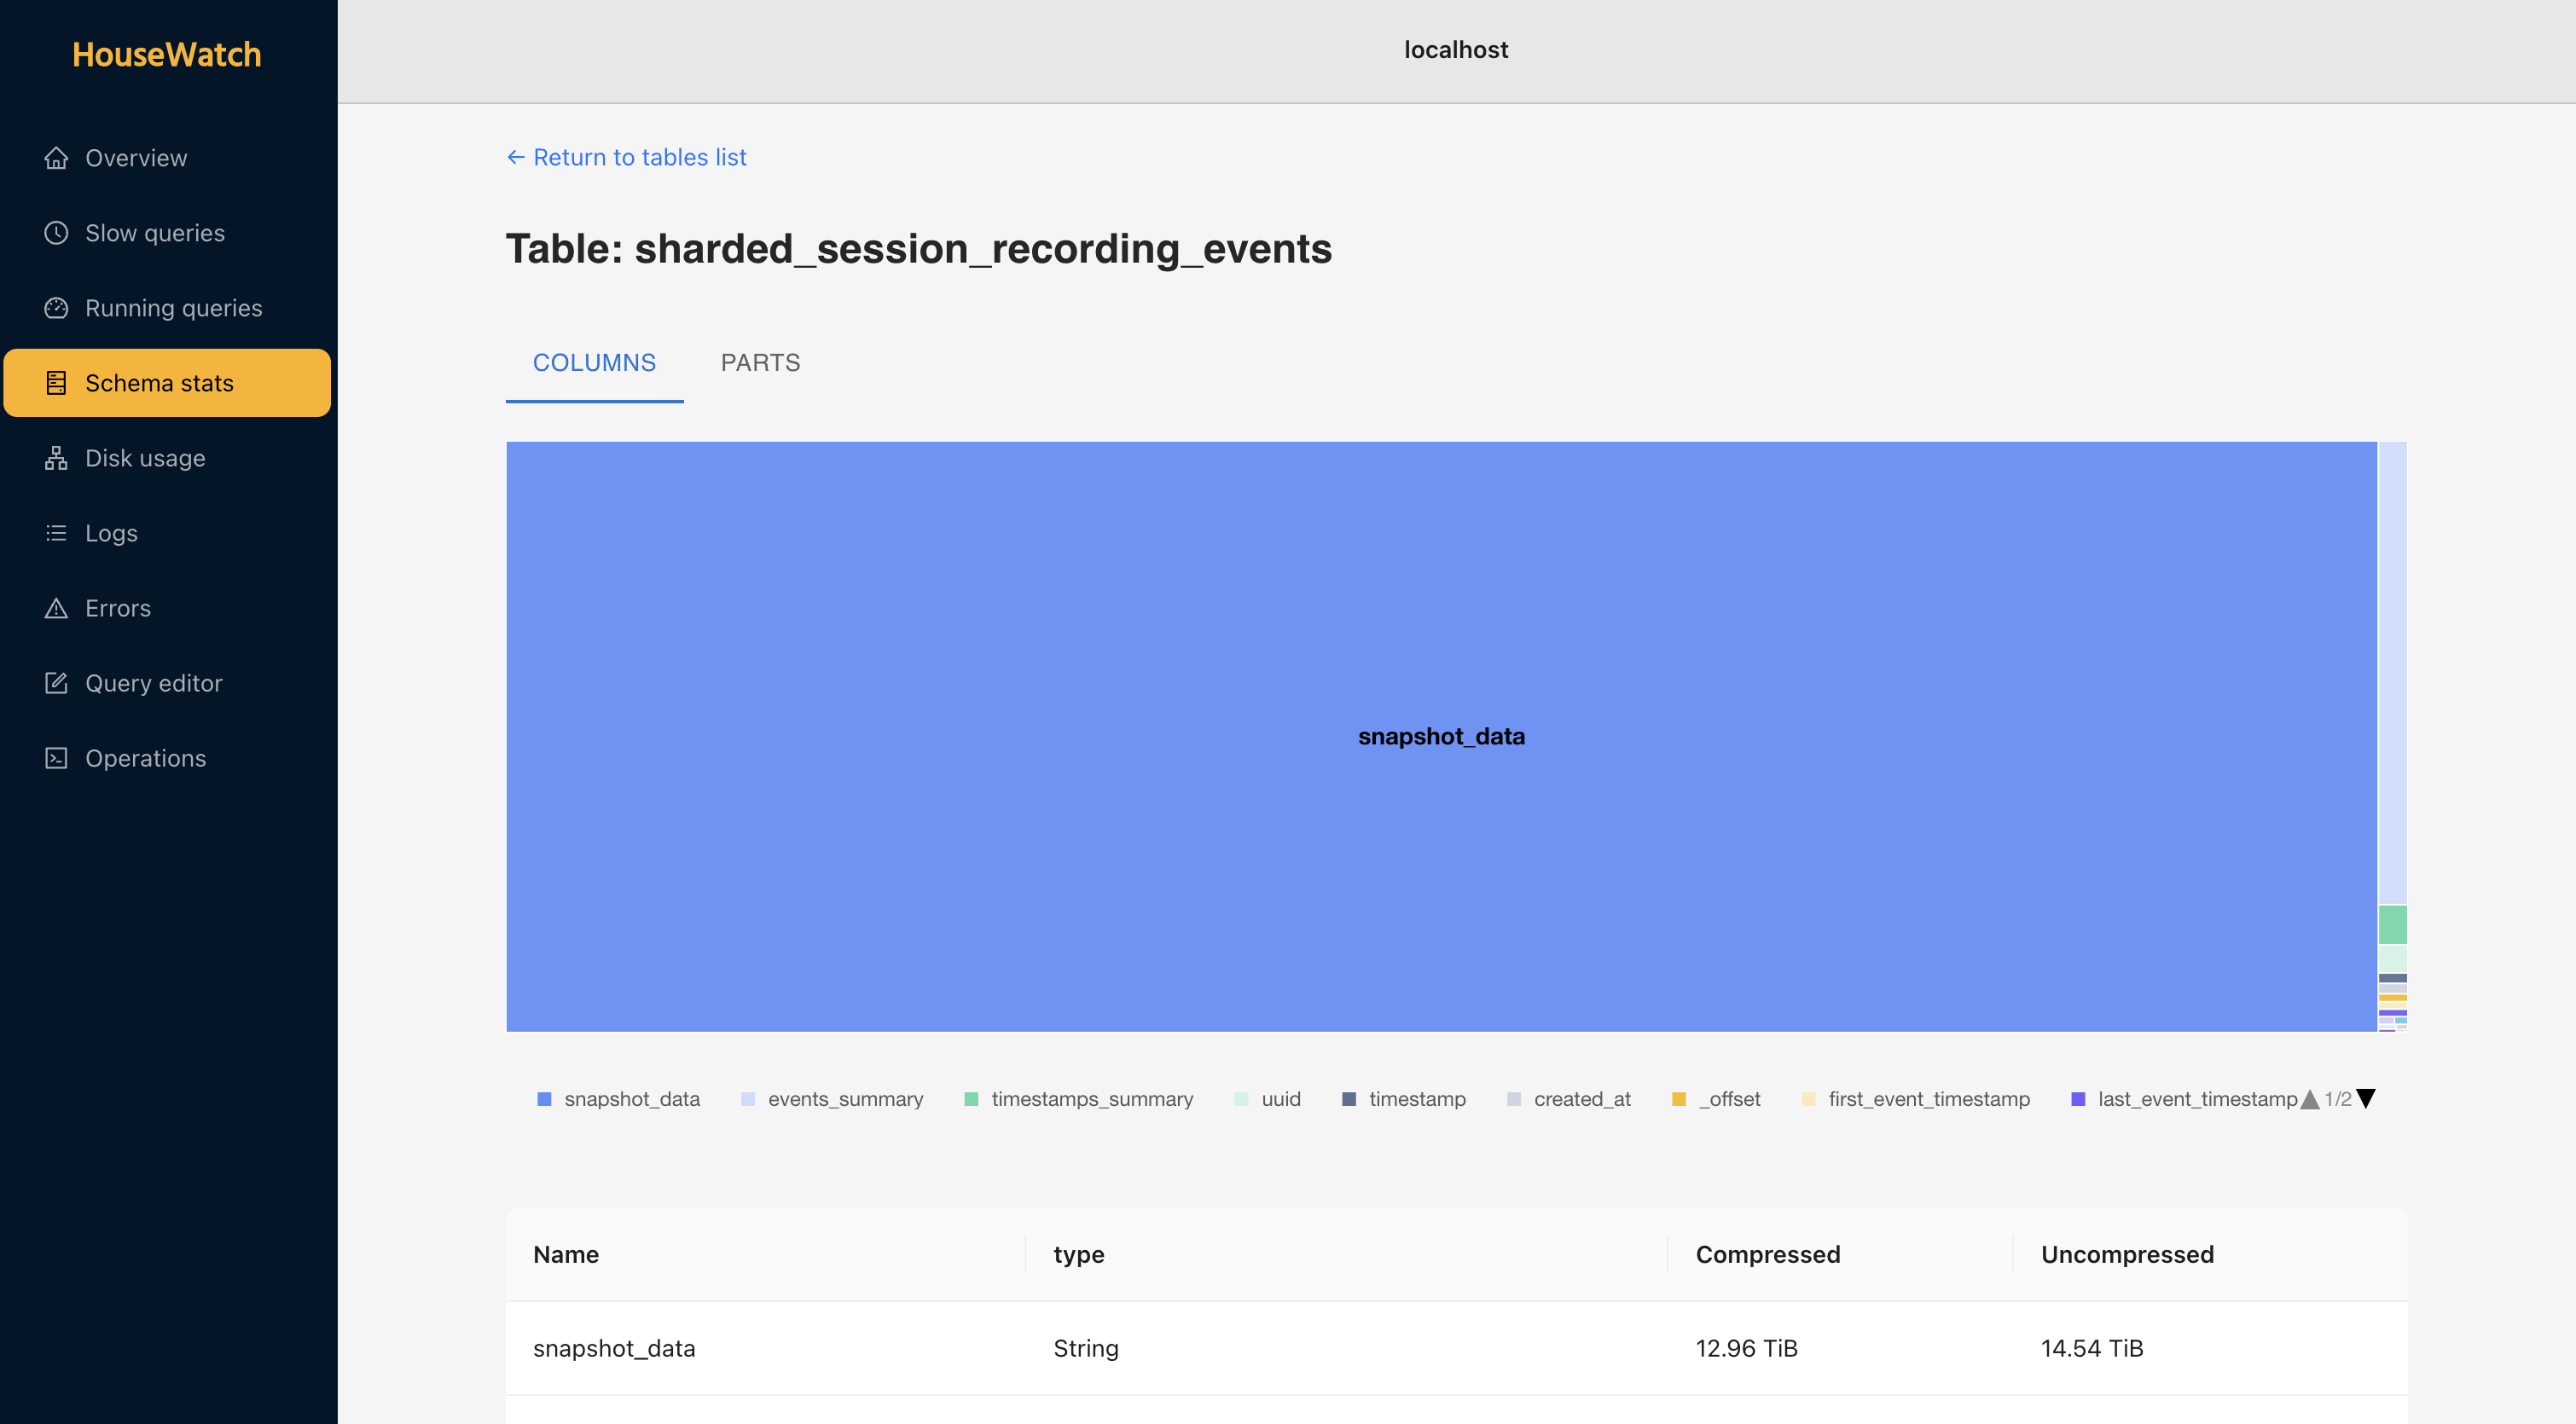 HouseWatch
Overview
Slow queries
Running queries
Schema stats
Disk usage
Logs
Errors
Query editor
Operations
localhost
← Return to tables list
Table: sharded_session_recording_events
COLUMNS PARTS
snapshot_data
snapshot_data events_summary timestamps_summary uuid timestamp created_at _offset first_event_timestamp last_event_timestamp ▲ 1/2 ▼
Name type Compressed Uncompressed
snapshot_data String 12.96 TiB 14.54 TiB